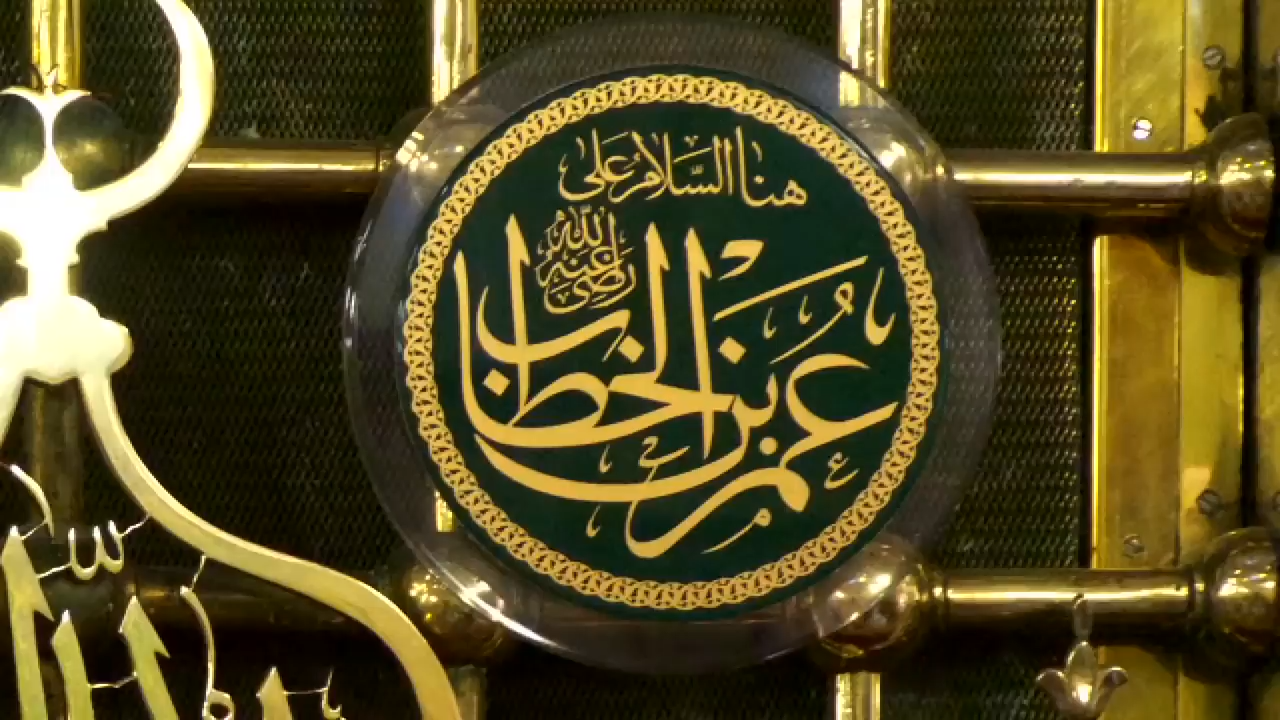 هنا السلام على
عمر بن الخطاب
رضي الله عنه